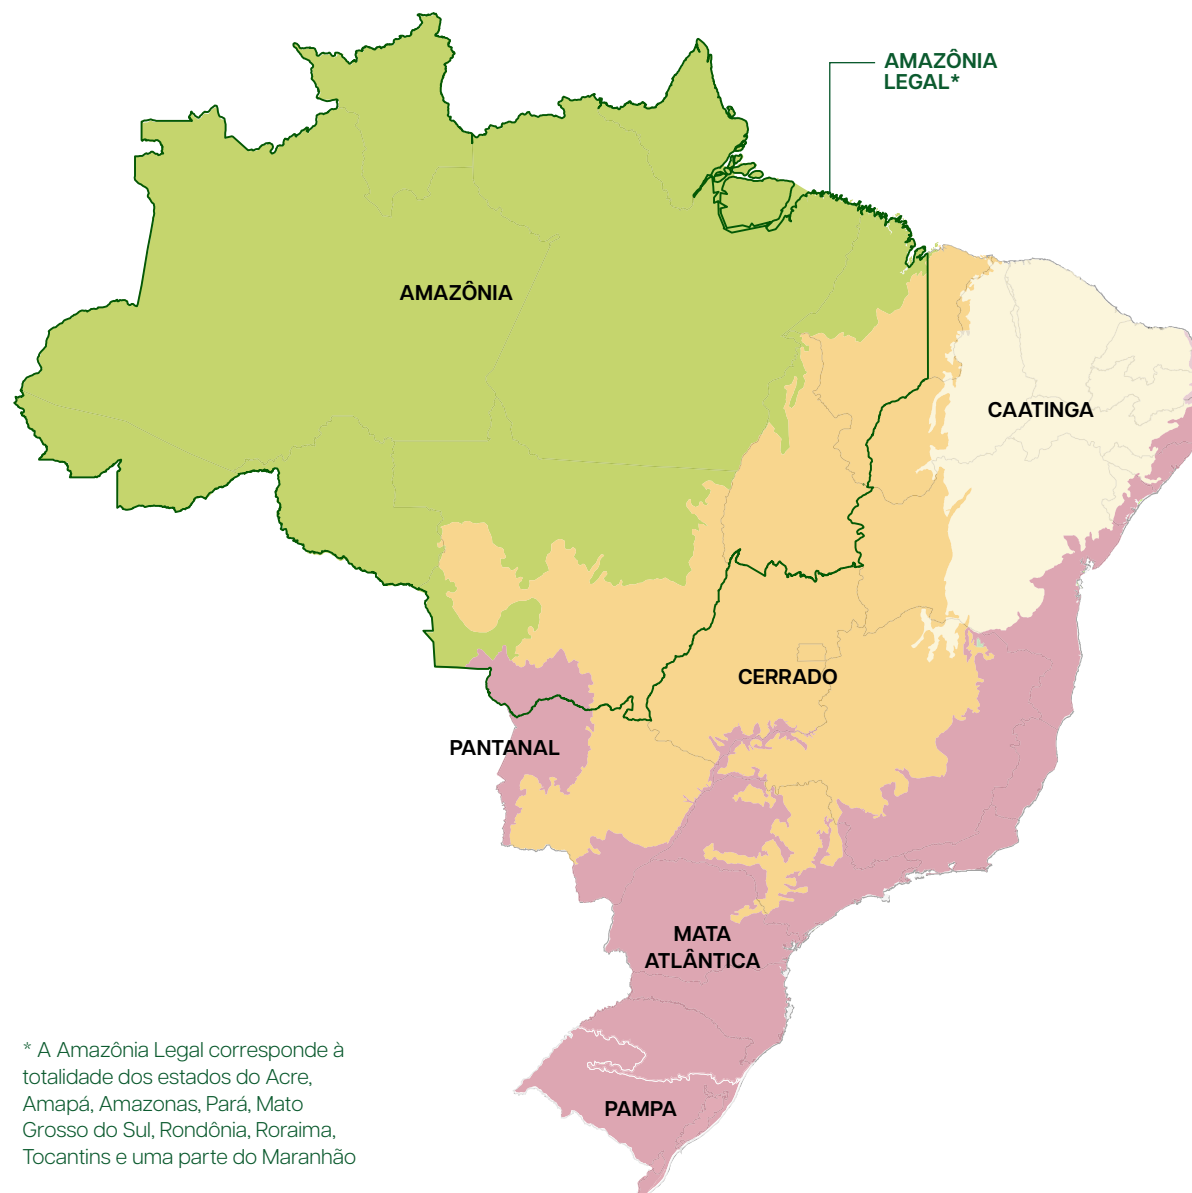 AMAZÔNIA
LEGAL*
AMAZÔNIA
CAATINGA
CERRADO
PANTANAL
MATA
ATLÂNTICA
PAMPA
* A Amazônia Legal corresponde à
totalidade dos estados do Acre,
Amapá, Amazonas, Pará, Mato
Grosso do Sul, Rondônia, Roraima,
Tocantins e uma parte do Maranhão